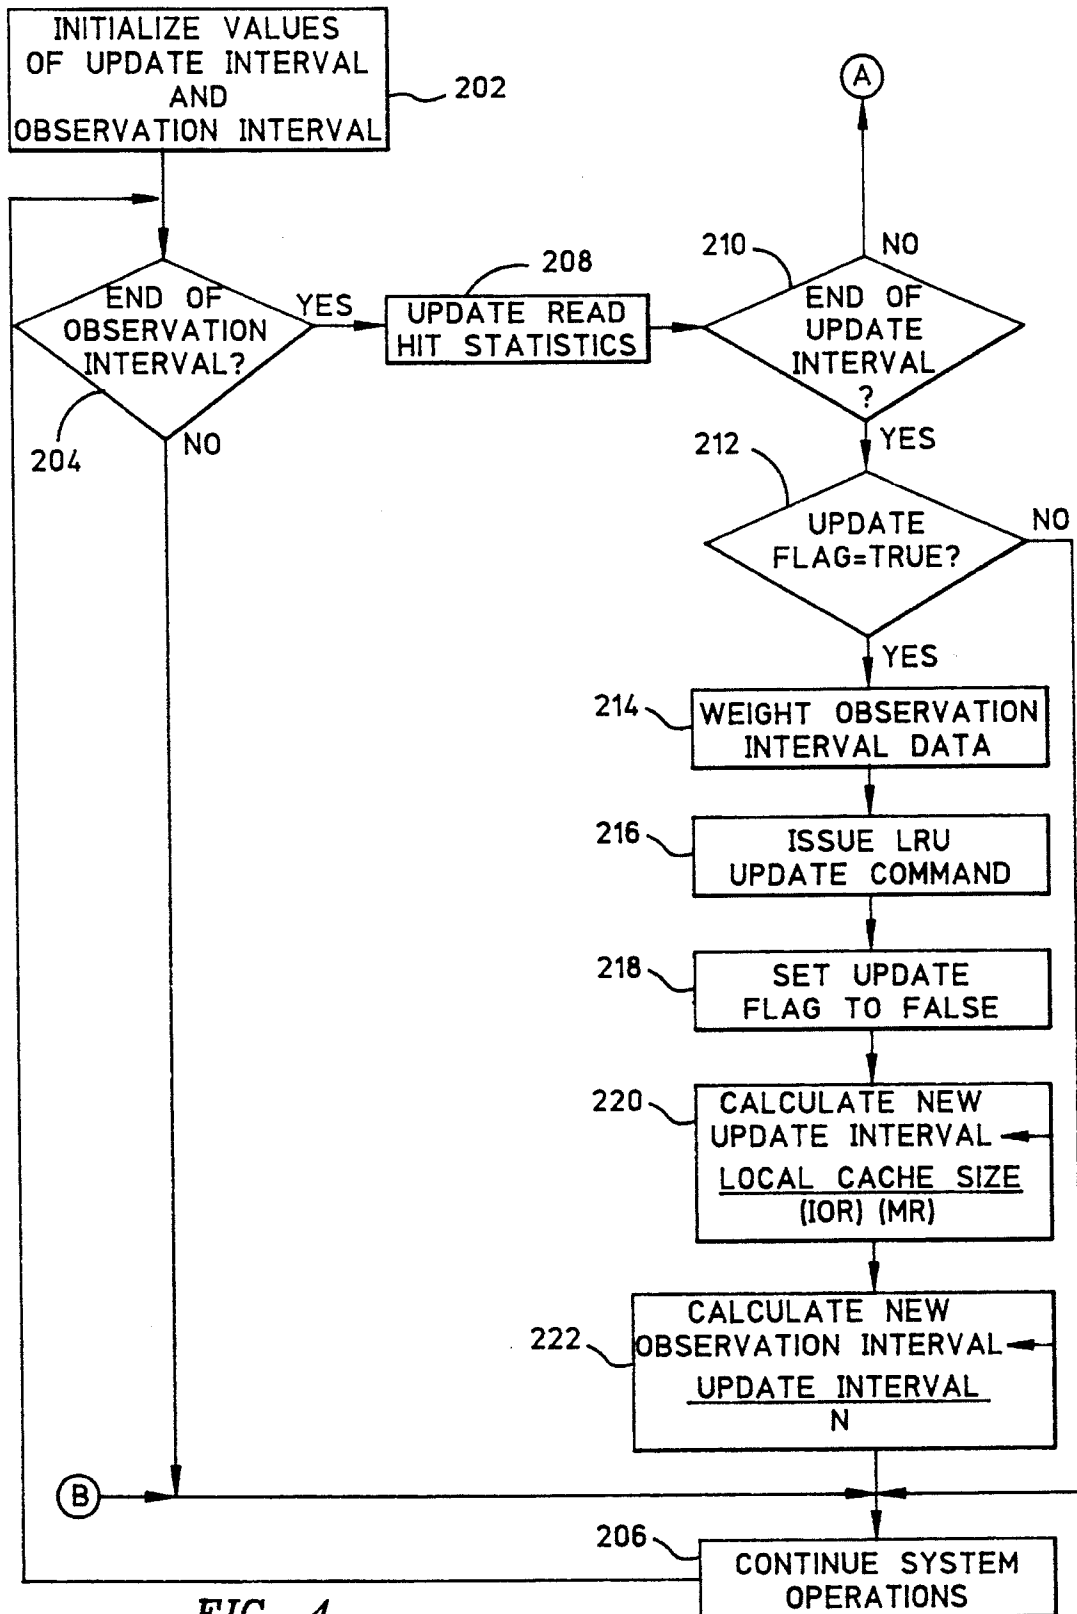 INITIALIZE VALUES
OF UPDATE INTERVAL
AND
OBSERVATION INTERVAL
202
A
END OF
OBSERVATION
INTERVAL?
204
YES
NO
208
UPDATE READ
HIT STATISTICS
210
NO
END OF
UPDATE
INTERVAL
?
YES
212
UPDATE
FLAG=TRUE?
NO
YES
214
WEIGHT OBSERVATION
INTERVAL DATA
216
ISSUE LRU
UPDATE COMMAND
218
SET UPDATE
FLAG TO FALSE
220
CALCULATE NEW
UPDATE INTERVAL
LOCAL CACHE SIZE
(IOR) (MR)
222
CALCULATE NEW
OBSERVATION INTERVAL
UPDATE INTERVAL
N
B
206
CONTINUE SYSTEM
OPERATIONS
FIG. 4